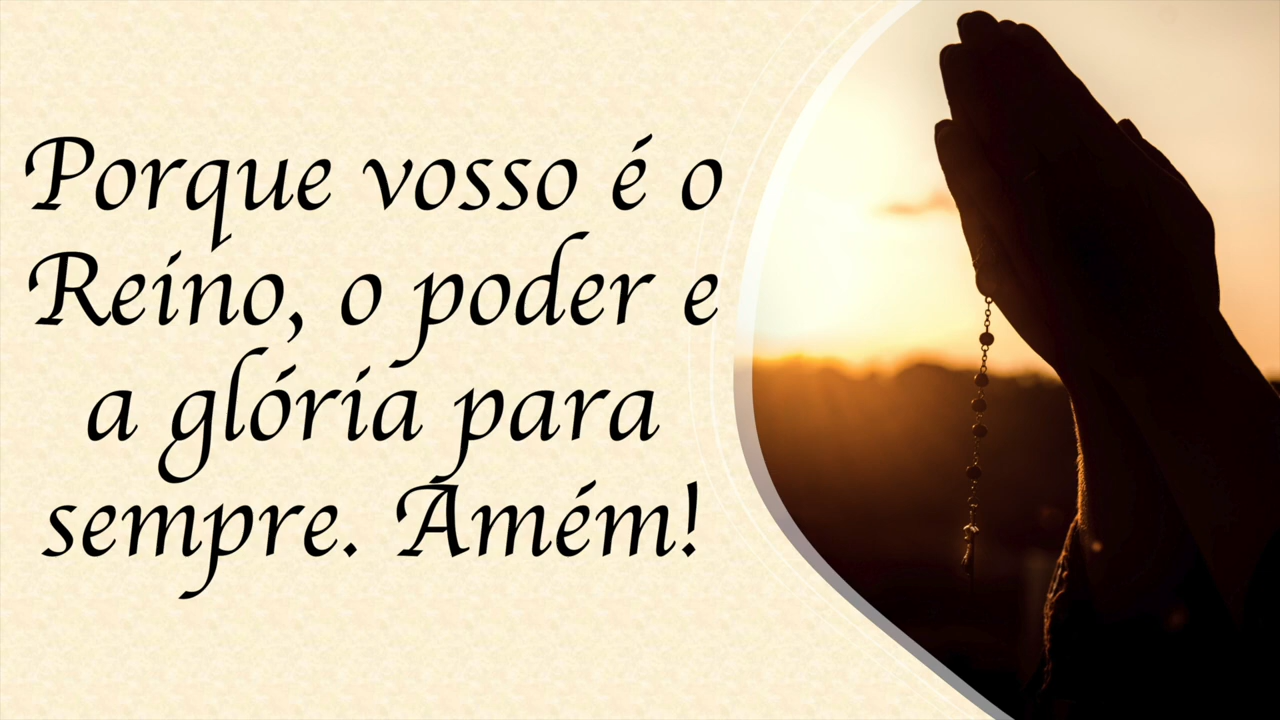 Porque vosso é o
Reino, o poder e
a glória para
sempre. Amém!